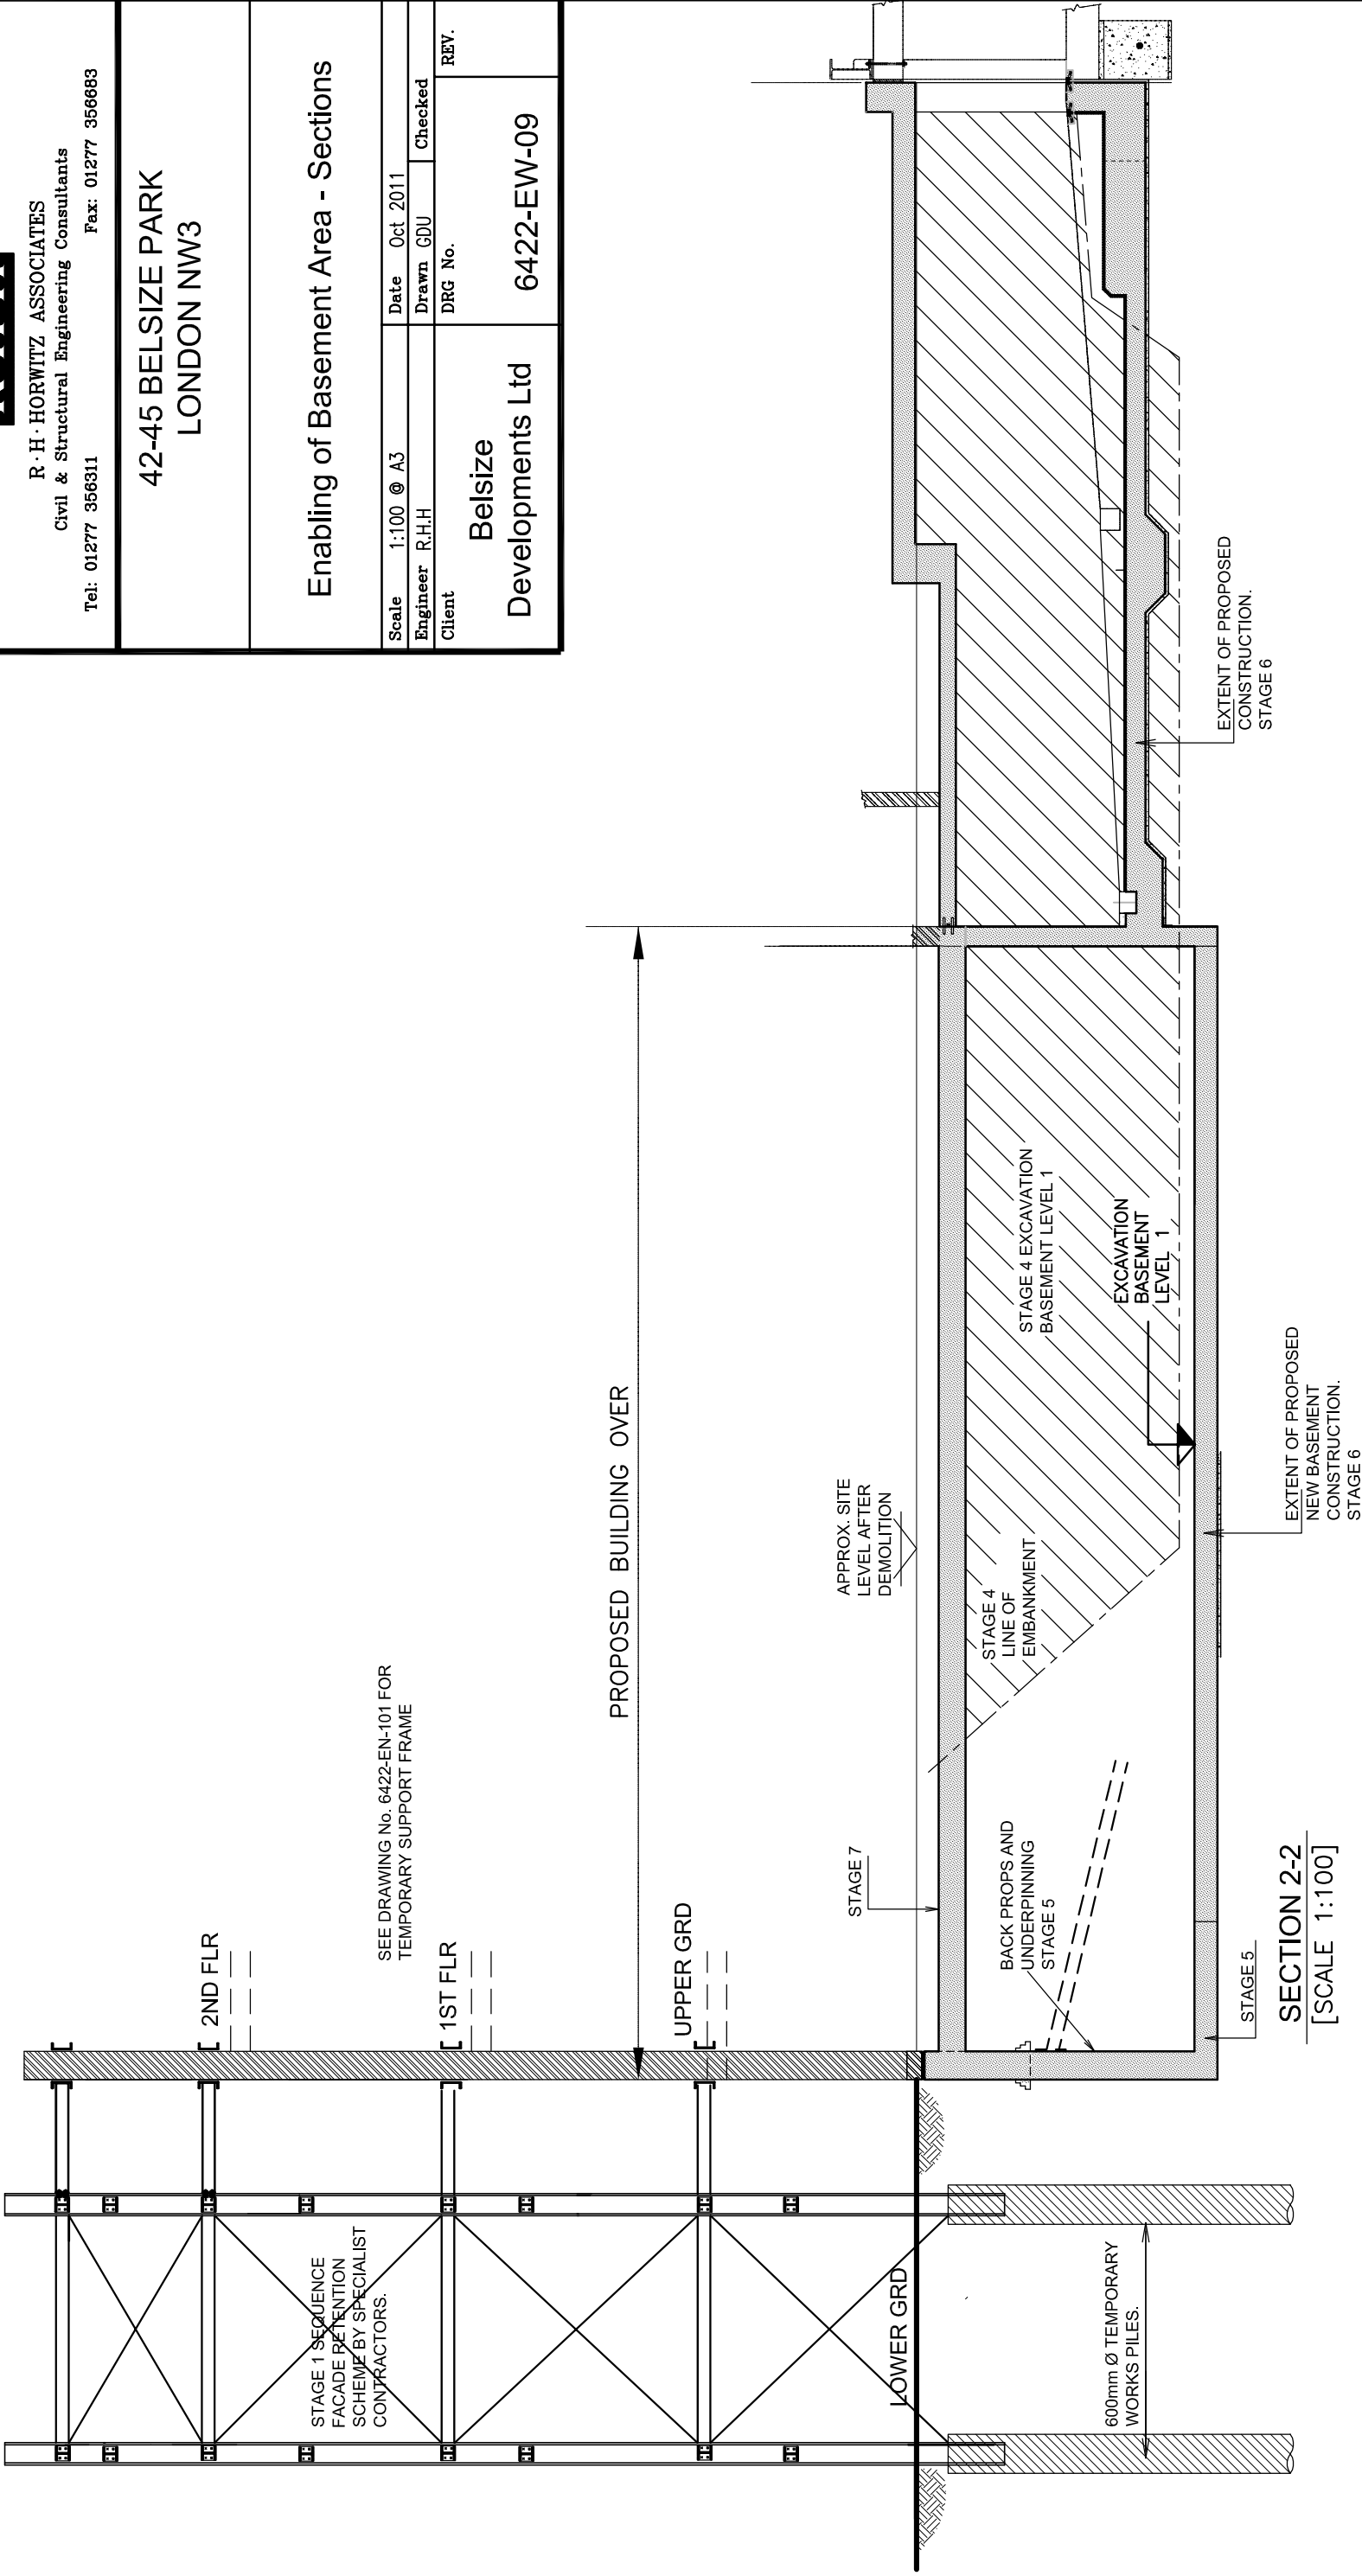 R·H·HORWITZ ASSOCIATES
Civil & Structural Engineering Consultants
Tel: 01277 356311 Fax: 01277 356683
42-45 BELSIZE PARK
LONDON NW3
Enabling of Basement Area - Sections
Scale 1:100 @ A3 Date Oct 2011
Engineer R.H.H Drawn GDU Checked
Client DRG No. REV.
Belsize
Developments Ltd
6422-EW-09
2ND FLR
1ST FLR
UPPER GRD
LOWER GRD
SEE DRAWING No. 6422-EN-101 FOR
TEMPORARY SUPPORT FRAME
STAGE 1 SEQUENCE
FACADE RETENTION
SCHEME BY SPECIALIST
CONTRACTORS.
PROPOSED BUILDING OVER
APPROX. SITE
LEVEL AFTER
DEMOLITION
STAGE 7
STAGE 4
LINE OF
EMBANKMENT
STAGE 4 EXCAVATION
BASEMENT LEVEL 1
EXCAVATION
BASEMENT
LEVEL 1
BACK PROPS AND
UNDERPINNING
STAGE 5
600mm Ø TEMPORARY
WORKS PILES.
STAGE 5
EXTENT OF PROPOSED
CONSTRUCTION.
STAGE 6
EXTENT OF PROPOSED
NEW BASEMENT
CONSTRUCTION.
STAGE 6
SECTION 2-2
[SCALE 1:100]